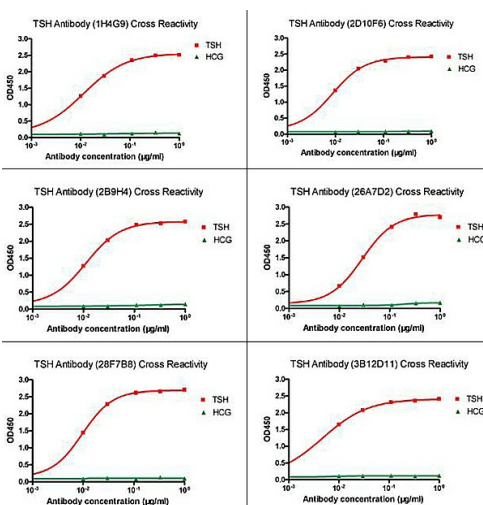 TSH Antibody (1H4G9) Cross Reactivity
3.0
2.5
2.0
1.5
1.0
0.5
0.0
OD450
10⁻³
10⁻²
10⁻¹
10⁰
Antibody concentration (µg/ml)
TSH
HCG
TSH Antibody (2D10F6) Cross Reactivity
3.0
2.5
2.0
1.5
1.0
0.5
0.0
OD450
10⁻³
10⁻²
10⁻¹
10⁰
Antibody concentration (µg/ml)
TSH
HCG
TSH Antibody (2B9H4) Cross Reactivity
3.0
2.5
2.0
1.5
1.0
0.5
0.0
OD450
10⁻³
10⁻²
10⁻¹
10⁰
Antibody concentration (µg/ml)
TSH
HCG
TSH Antibody (26A7D2) Cross Reactivity
3.0
2.5
2.0
1.5
1.0
0.5
0.0
OD450
10⁻³
10⁻²
10⁻¹
10⁰
Antibody concentration (µg/ml)
TSH
HCG
TSH Antibody (28F7B8) Cross Reactivity
3.0
2.5
2.0
1.5
1.0
0.5
0.0
OD450
10⁻³
10⁻²
10⁻¹
10⁰
Antibody concentration (µg/ml)
TSH
HCG
TSH Antibody (3B12D11) Cross Reactivity
3.0
2.5
2.0
1.5
1.0
0.5
0.0
OD450
10⁻³
10⁻²
10⁻¹
10⁰
Antibody concentration (µg/ml)
TSH
HCG